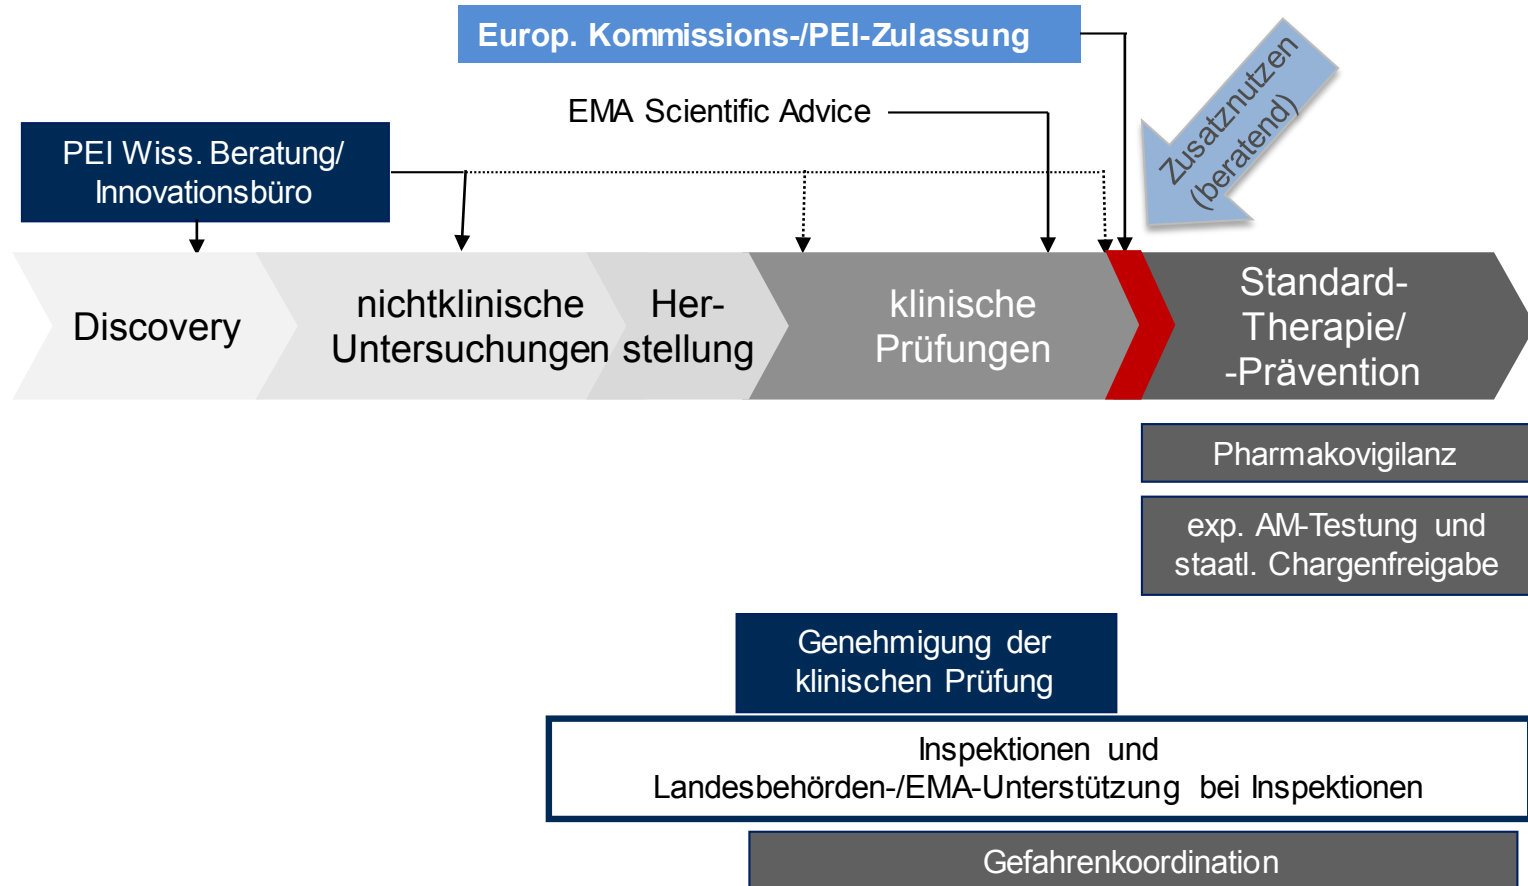 Europ. Kommissions-/PEI-Zulassung
EMA Scientific Advice
Zusatznutzen
(beratend)
PEI Wiss. Beratung/
Innovationsbüro
Discovery
nichtklinische
Untersuchungen
Her-
stellung
klinische
Prüfungen
Standard-
Therapie/
-Prävention
Pharmakovigilanz
exp. AM-Testung und
staatl. Chargenfreigabe
Genehmigung der
klinischen Prüfung
Inspektionen und
Landesbehörden-/EMA-Unterstützung bei Inspektionen
Gefahrenkoordination